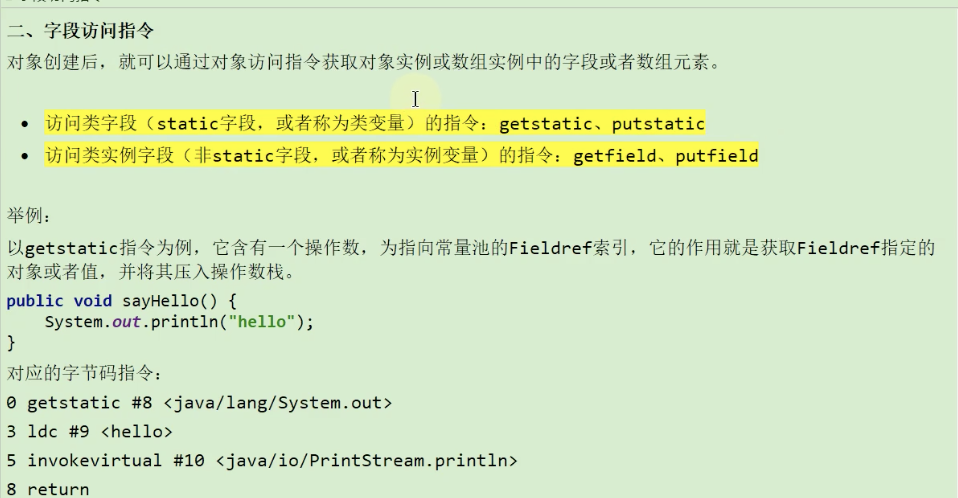 二、字段访问指令
对象创建后，就可以通过对象访问指令获取对象实例或数组实例中的字段或者数组元素。
• 访问类字段（static字段，或者称为类变量）的指令：getstatic、putstatic
• 访问类实例字段（非static字段，或者称为实例变量）的指令：getfield、putfield
举例：
以getstatic指令为例，它含有一个操作数，为指向常量池的Fieldref索引，它的作用就是获取Fieldref指定的
对象或者值，并将其压入操作数栈。
public void sayHello() {
    System.out.println("hello");
}
对应的字节码指令：
0 getstatic #8 <java/lang/System.out>
3 ldc #9 <hello>
5 invokevirtual #10 <java/io/PrintStream.println>
8 return